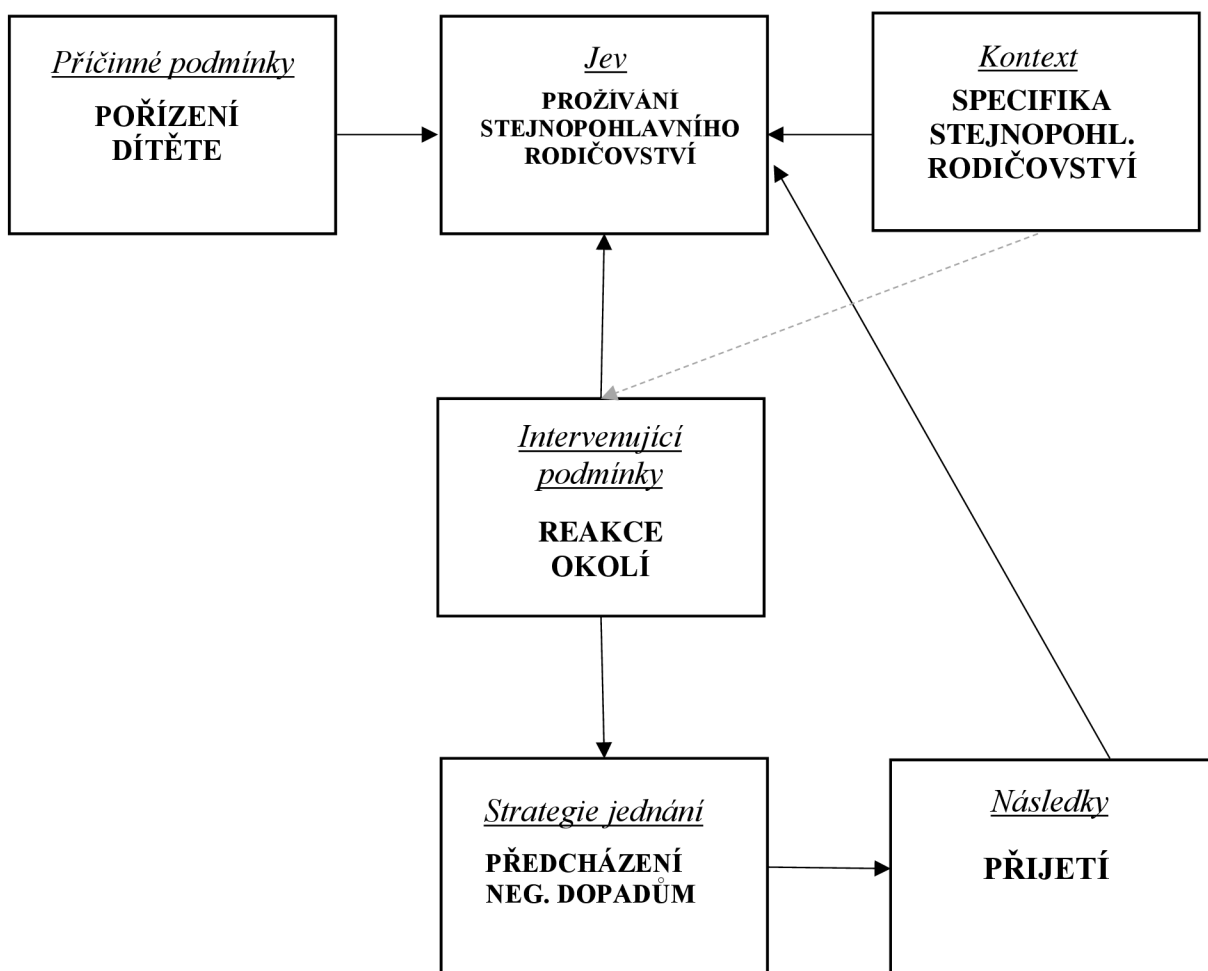 Příčinné podmínky
POŘÍZENÍ
DÍTĚTE
Jev
PROŽÍVÁNÍ
STEJNOPOHLAVNÍHO
RODIČOVSTVÍ
Kontext
SPECIFIKA
STEJNOPOHL.
RODIČOVSTVÍ
Intervenující
podmínky
REAKCE
OKOLÍ
Strategie jednání
PŘEDCHÁZENÍ
NEG. DOPADŮM
Následky
PŘIJETÍ